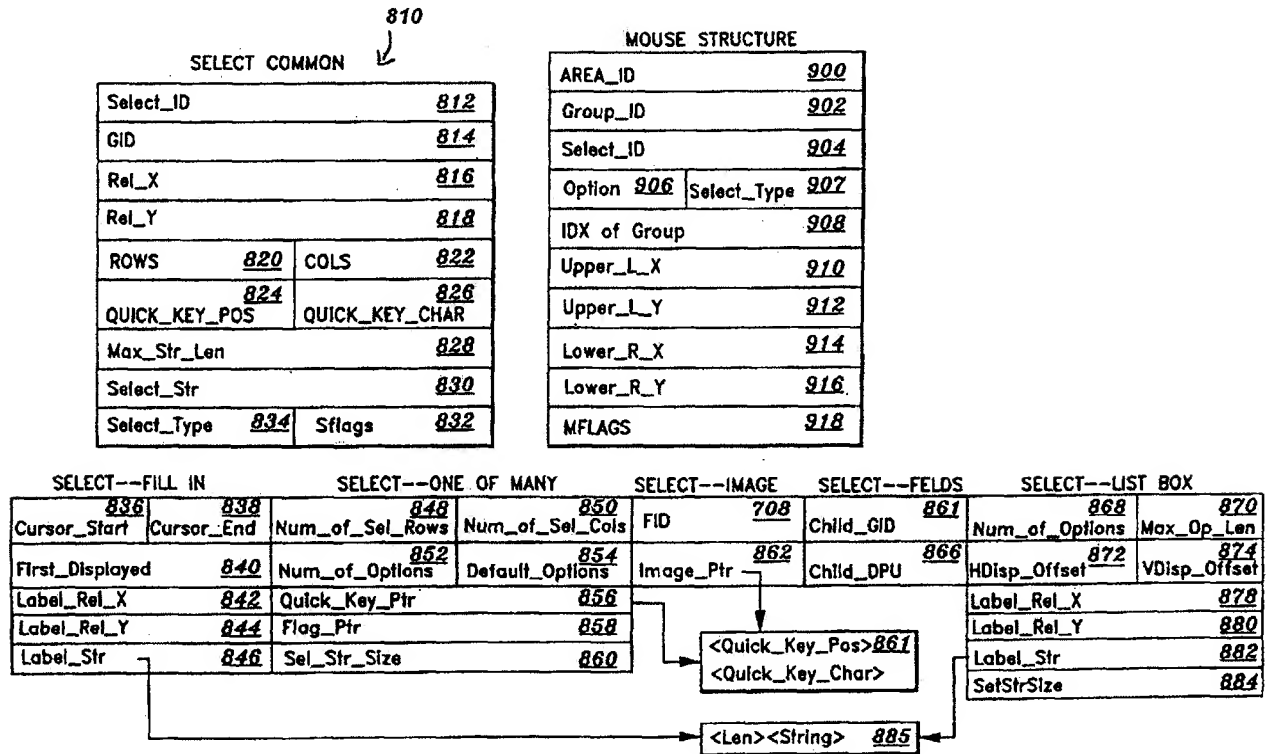 810
SELECT COMMON
Select_ID 812
GID 814
Rel_X 816
Rel_Y 818
ROWS 820 COLS 822
824 826
QUICK_KEY_POS QUICK_KEY_CHAR
Max_Str_Len 828
Select_Str 830
Select_Type 834 Sflags 832
MOUSE STRUCTURE
AREA_ID 900
Group_ID 902
Select_ID 904
Option 906 Select_Type 907
IDX of Group 908
Upper_L_X 910
Upper_L_Y 912
Lower_R_X 914
Lower_R_Y 916
MFLAGS 918
SELECT--FILL IN
836 838
Cursor_Start Cursor_End
First_Displayed 840
Label_Rel_X 842
Label_Rel_Y 844
Label_Str 846
SELECT--ONE OF MANY
848 850
Num_of_Sel_Rows Num_of_Sel_Cols
852 854
Num_of_Options Default_Options
Quick_Key_Ptr 856
Flag_Ptr 858
Sel_Str_Size 860
SELECT--IMAGE
FID 708
Image_Ptr 862
SELECT--FELDS
Child_GID 861
Child_DPU 866
SELECT--LIST BOX
868 870
Num_of_Options Max_Op_Len
HDisp_Offset 872 874
VDisp_Offset
Label_Rel_X 878
Label_Rel_Y 880
Label_Str 882
SetStrSize 884
<Quick_Key_Pos> 861
<Quick_Key_Char>
<Len><String> 885